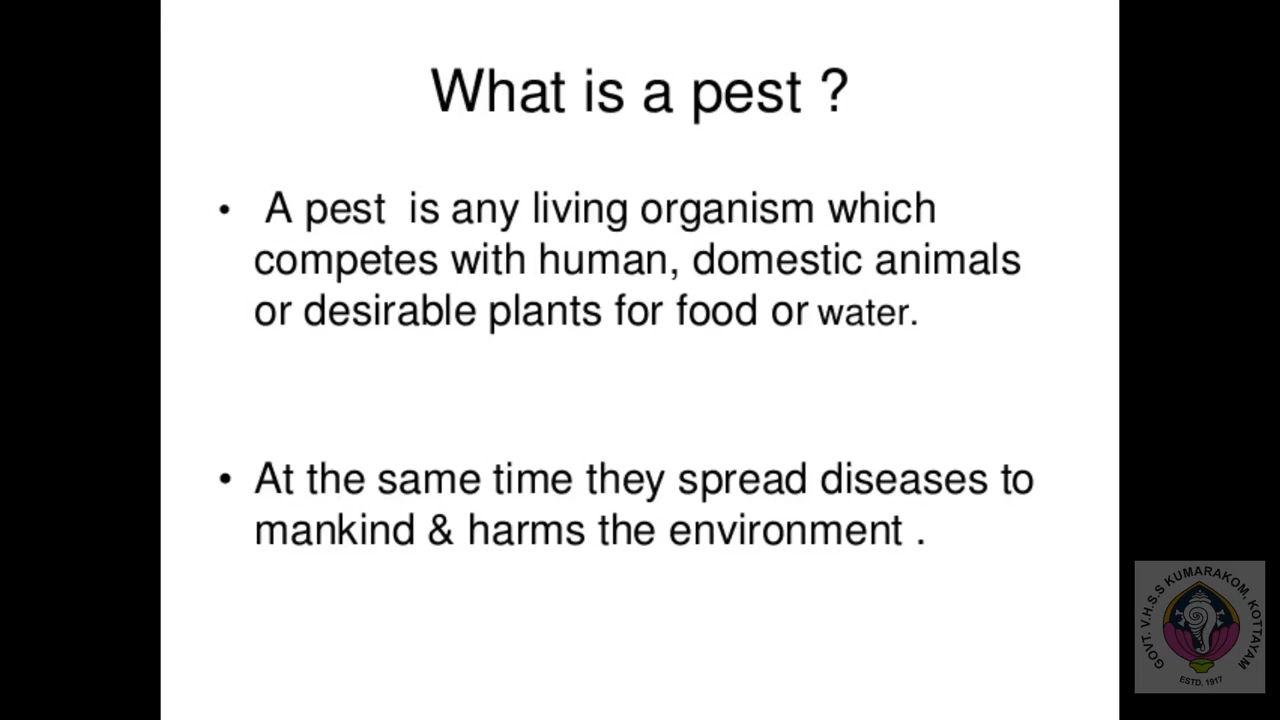 What is a pest ?
• A pest is any living organism which
competes with human, domestic animals
or desirable plants for food or water.
• At the same time they spread diseases to
mankind & harms the environment .
GOVT. V.H.S.S KUMARAKOM, KOTTAYAM
ESTD. 1917